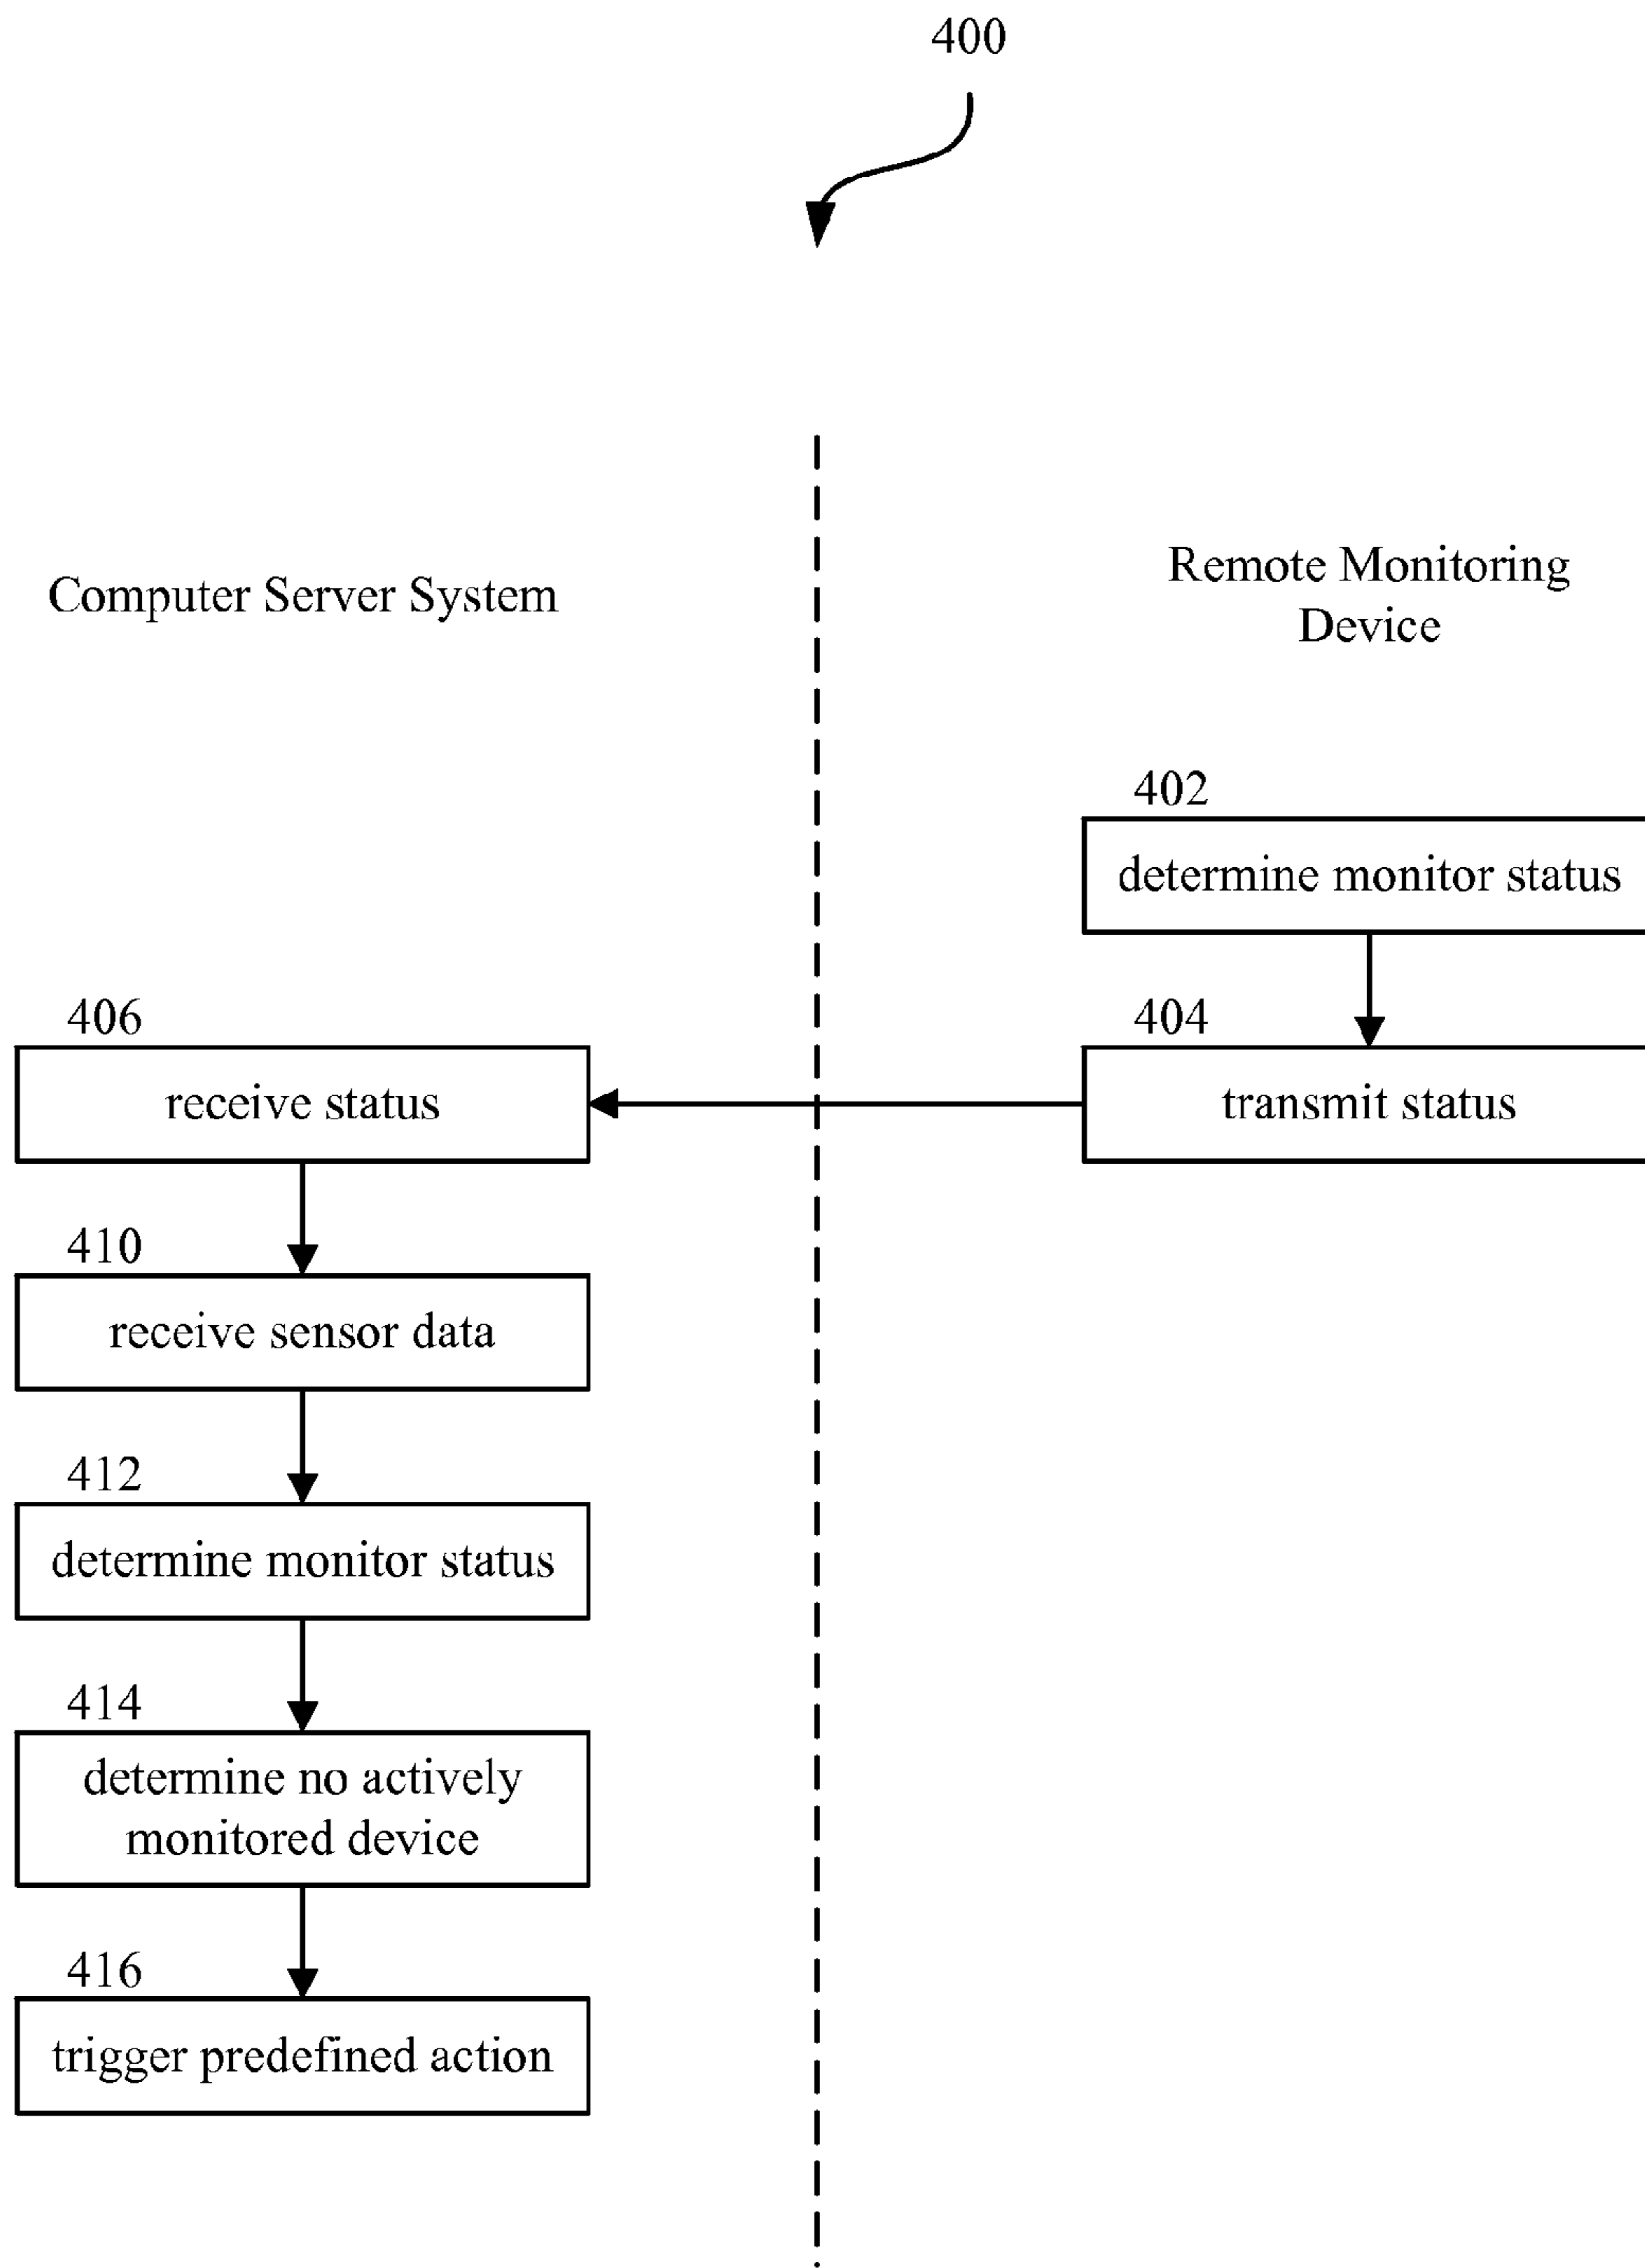 400
Computer Server System
Remote Monitoring
Device
402
determine monitor status
404
transmit status
406
receive status
410
receive sensor data
412
determine monitor status
414
determine no actively
monitored device
416
trigger predefined action